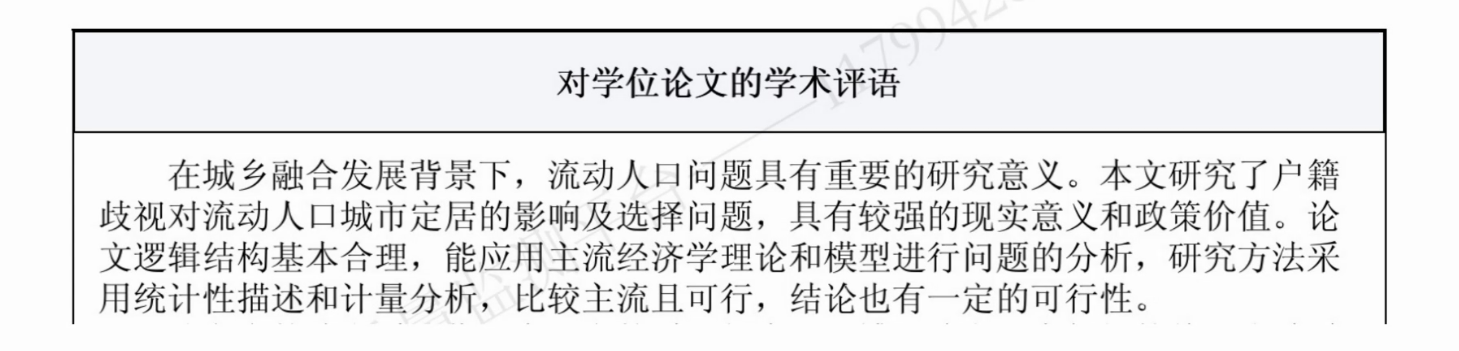 对学位论文的学术评语
在城乡融合发展背景下，流动人口问题具有重要的研究意义。本文研究了户籍
歧视对流动人口城市定居的影响及选择问题，具有较强的现实意义和政策价值。论
文逻辑结构基本合理，能应用主流经济学理论和模型进行问题的分析，研究方法采
用统计性描述和计量分析，比较主流且可行，结论也有一定的可行性。